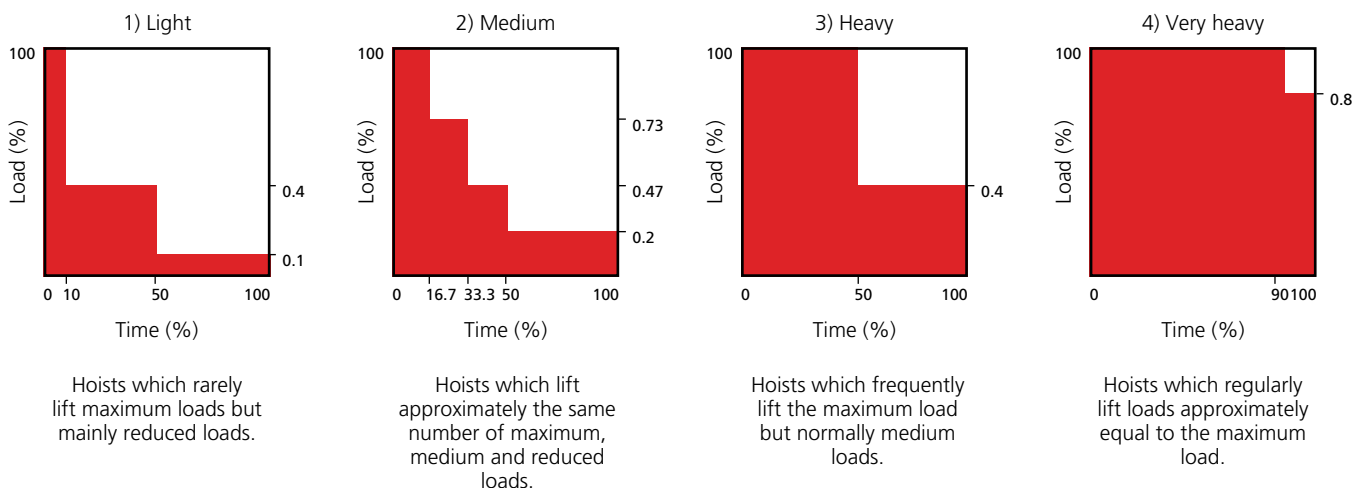 1) Light
100
Load (%)
0.4
0.1
0 10 50 100
Time (%)
Hoists which rarely
lift maximum loads but
mainly reduced loads.
2) Medium
100
Load (%)
0.73
0.47
0.2
0 16.7 33.3 50 100
Time (%)
Hoists which lift
approximately the same
number of maximum,
medium and reduced
loads.
3) Heavy
100
Load (%)
0.4
0 50 100
Time (%)
Hoists which frequently
lift the maximum load
but normally medium
loads.
4) Very heavy
100
Load (%)
0.8
0 90 100
Time (%)
Hoists which regularly
lift loads approximately
equal to the maximum
load.